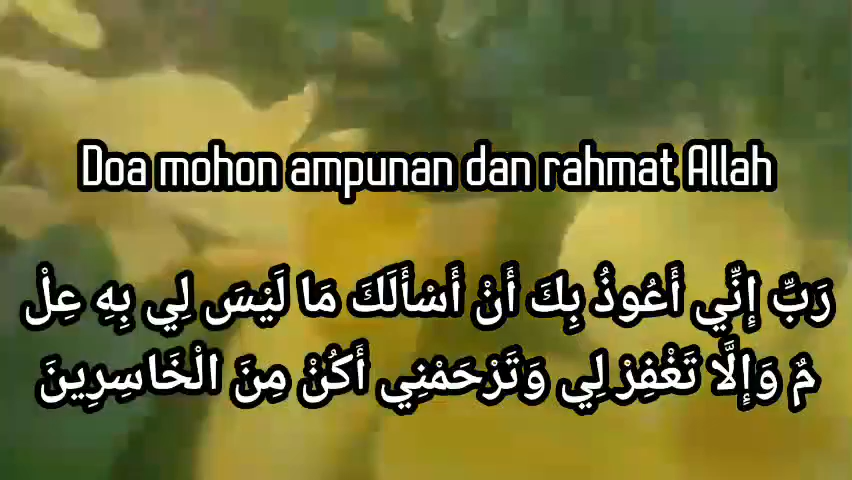 Doa mohon ampunan dan rahmat Allah
رَبِّ إِنِّي أَعُوذُ بِكَ أَنْ أَسْأَلَكَ مَا لَيْسَ لِي بِهِ عِلْ
مٌ وَإِلَّا تَغْفِرْ لِي وَتَرْحَمْنِي أَكُنْ مِنَ الْخَاسِرِينَ